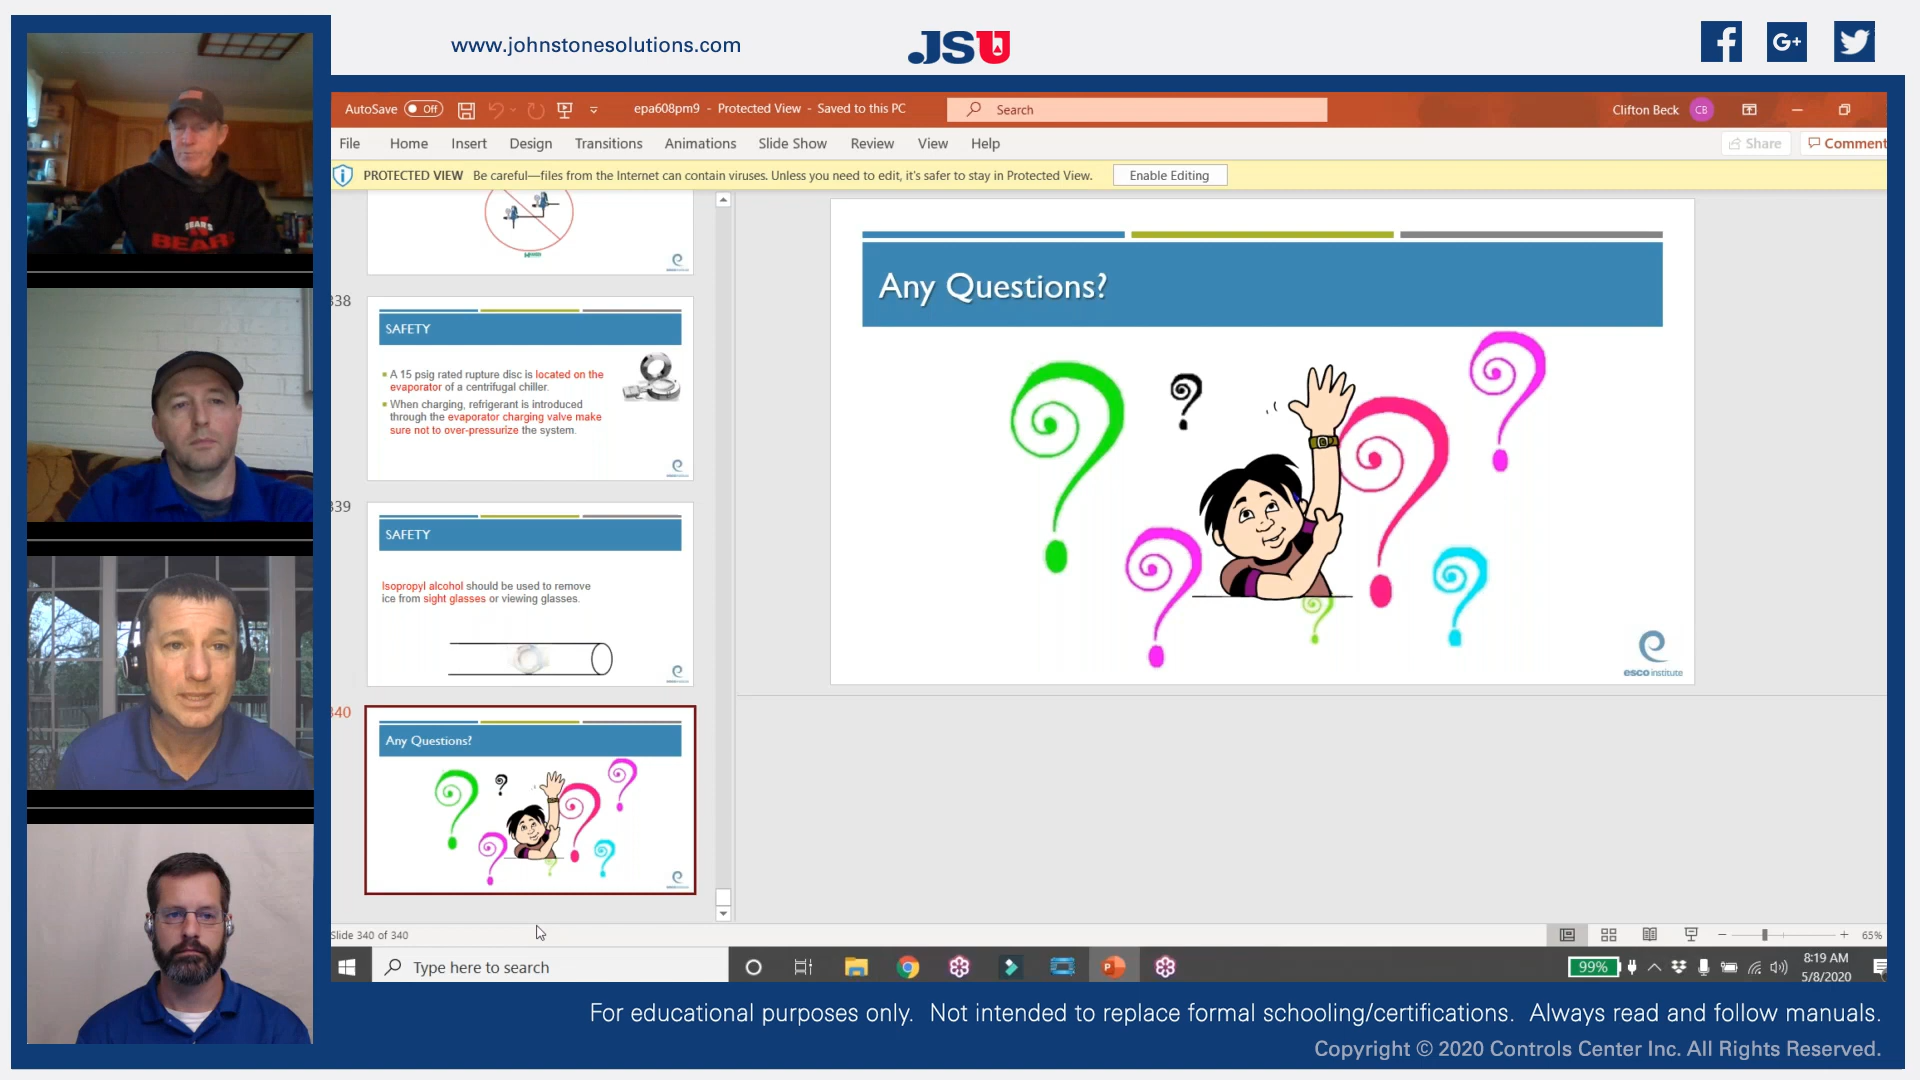 www.johnstonesolutions.com
JSU
G+
AutoSave Off
epa608pm9 - Protected View - Saved to this PC
Search
Clifton Beck CB
File Home Insert Design Transitions Animations Slide Show Review View Help
Share
Comment
PROTECTED VIEW Be careful—files from the Internet can contain viruses. Unless you need to edit, it's safer to stay in Protected View.
Enable Editing
338
SAFETY
A 15 psig rated rupture disc is located on the
evaporator of a centrifugal chiller.
When charging, refrigerant is introduced
through the evaporator charging valve make
sure not to over-pressurize the system.
339
SAFETY
Isopropyl alcohol should be used to remove
ice from sight glasses or viewing glasses.
340
Any Questions?
Any Questions?
esco institute
BEARS
BEAR
Slide 340 of 340
65%
Type here to search
99%
8:19 AM
5/8/2020
For educational purposes only. Not intended to replace formal schooling/certifications. Always read and follow manuals.
Copyright © 2020 Controls Center Inc. All Rights Reserved.